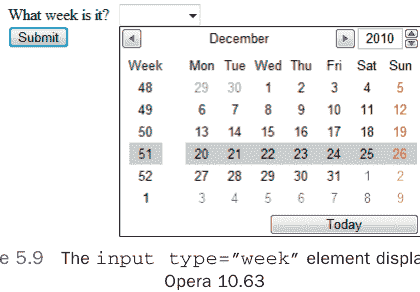 What week is it?
Submit
December 2010
Week Mon Tue Wed Thu Fri Sat Sun
48 29 30 1 2 3 4 5
49 6 7 8 9 10 11 12
50 13 14 15 16 17 18 19
51 20 21 22 23 24 25 26
52 27 28 29 30 31 1 2
1 3 4 5 6 7 8 9
Today
e 5.9 The input type="week" element displa
Opera 10.63